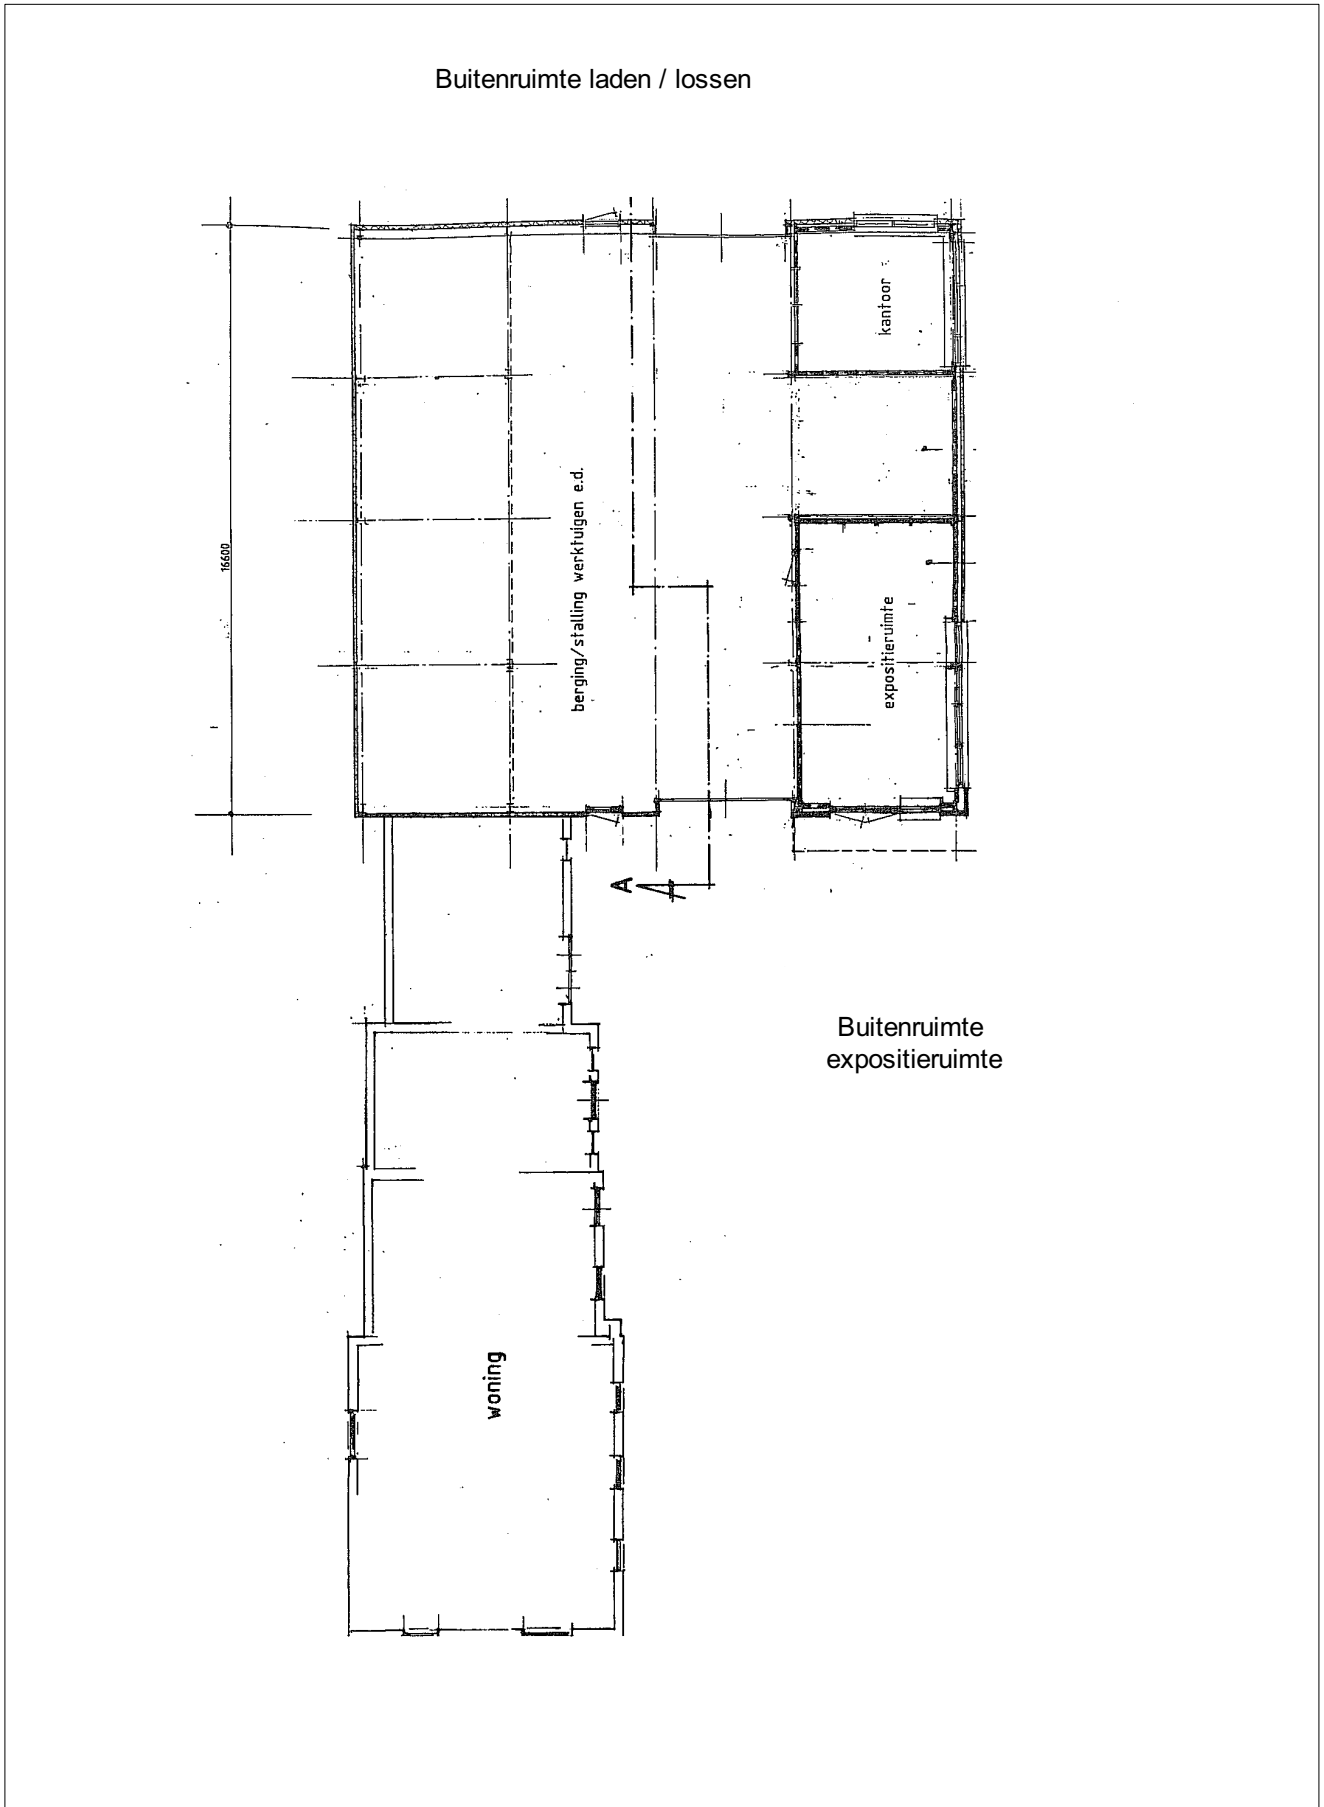 Buitenruimte laden / lossen
kantoor
16600
berging/stalling werktuigen e.d.
expositieruimte
A
Buitenruimte
expositieruimte
woning